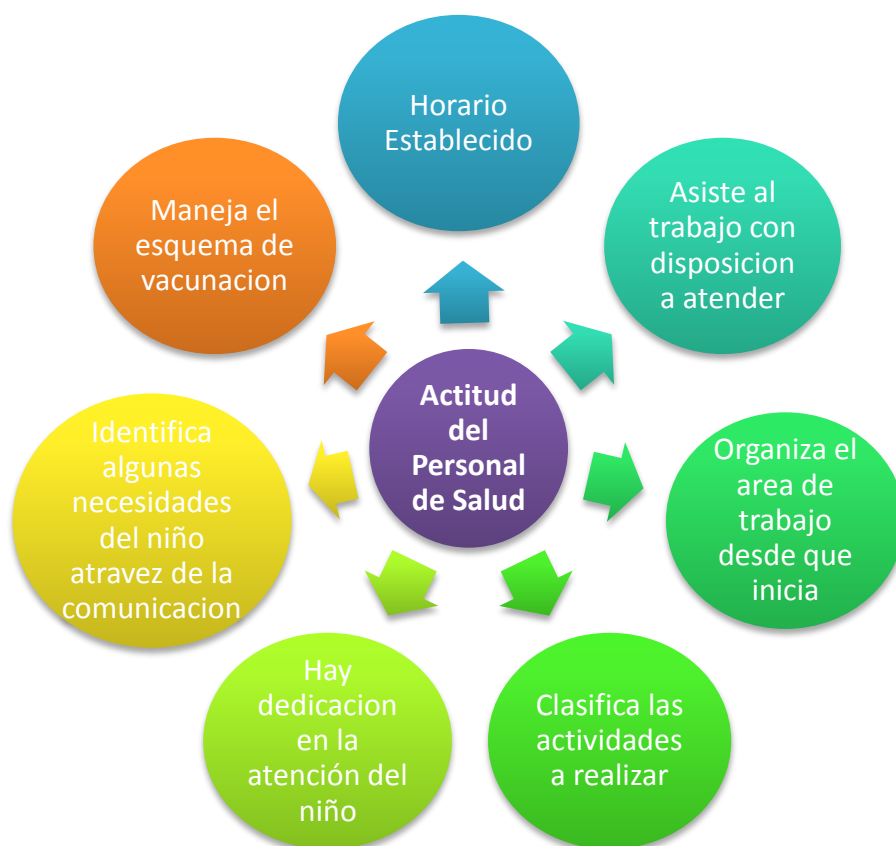 Horario
Establecido
Asiste al
trabajo con
disposicion
a atender
Organiza el
area de
trabajo
desde que
inicia
Clasifica las
actividades
a realizar
Hay
dedicacion
en la
atención del
niño
Identifica
algunas
necesidades
del niño
atravez de la
comunicacion
Maneja el
esquema de
vacunacion
Actitud
del
Personal
de Salud